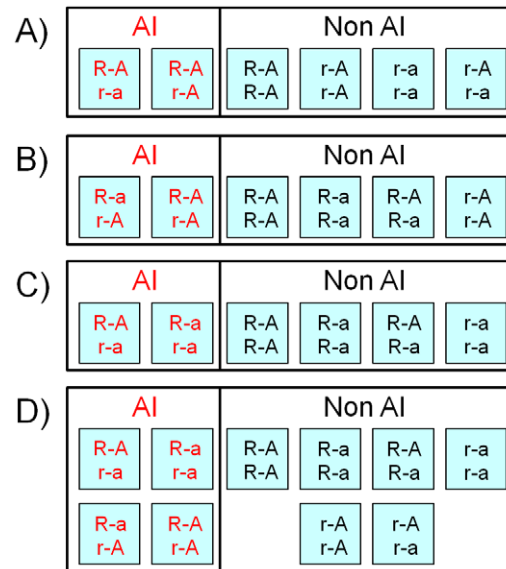 A)
AI Non AI
R-A R-A R-A r-A r-a r-A
r-a r-A R-A r-A r-a r-a
B)
AI Non AI
R-a R-A R-A R-a R-A r-A
r-A r-A R-A R-a R-a r-A
C)
AI Non AI
R-A R-a R-A R-a R-A r-a
r-a r-a R-A R-a R-a r-a
D)
AI Non AI
R-A R-a R-A R-a R-A r-a
r-a r-a R-A R-a R-a r-a
R-a R-A r-A r-A
r-A r-A r-A r-a